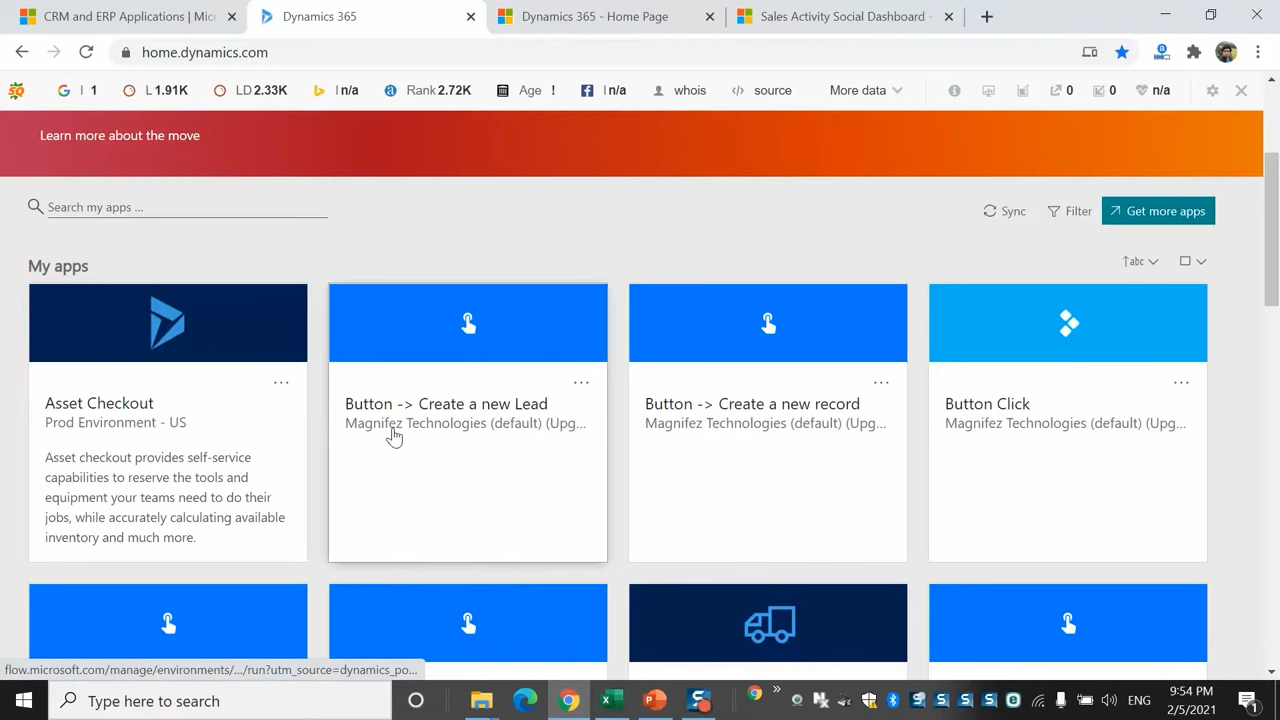 CRM and ERP Applications | Mic
Dynamics 365
Dynamics 365 - Home Page
Sales Activity Social Dashboard -
home.dynamics.com
I 1
L 1.91K
LD 2.33K
I n/a
Rank 2.72K
Age !
I n/a
whois
source
More data
0
0
n/a
Learn more about the move
Search my apps ...
Sync
Filter
Get more apps
My apps
abc
Asset Checkout
Prod Environment - US
Asset checkout provides self-service
capabilities to reserve the tools and
equipment your teams need to do their
jobs, while accurately calculating available
inventory and much more.
Button -> Create a new Lead
Magnifez Technologies (default) (Upg...
Button -> Create a new record
Magnifez Technologies (default) (Upg...
Button Click
Magnifez Technologies (default) (Upg...
flow.microsoft.com/manage/environments/.../run?utm_source=dynamics_po...
Type here to search
ENG
9:54 PM
2/5/2021